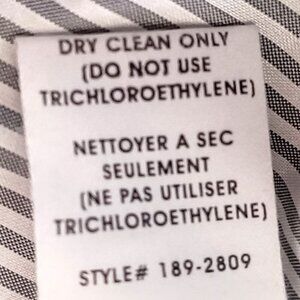 DRY CLEAN ONLY
(DO NOT USE
TRICHLOROETHYLENE)
NETTOYER A SEC
SEULEMENT
(NE PAS UTILISER
TRICHLOROETHYLENE)
STYLE# 189-2809